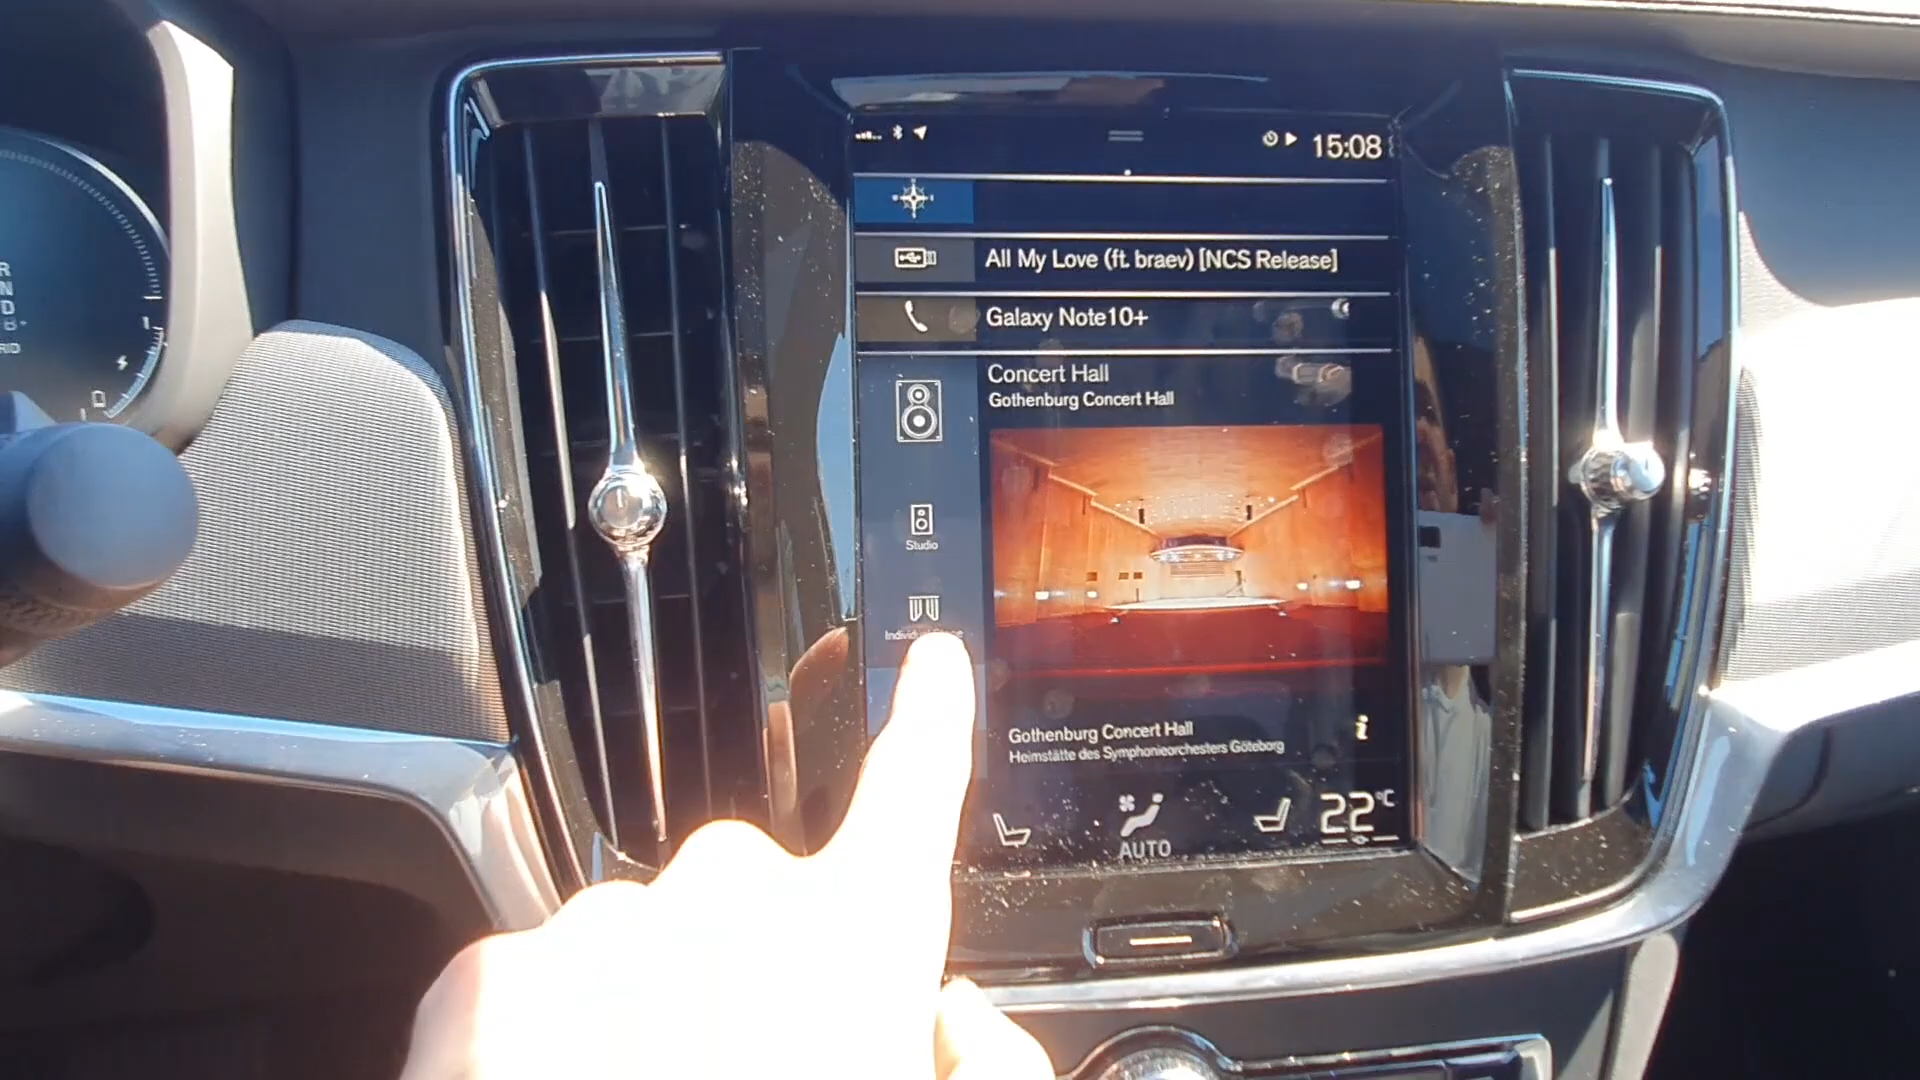 15:08
All My Love (ft. braev) [NCS Release]
Galaxy Note10+
Concert Hall
Gothenburg Concert Hall
Studio
Gothenburg Concert Hall
i
Heimstätte des Symphonieorchesters Göteborg
AUTO
22°C